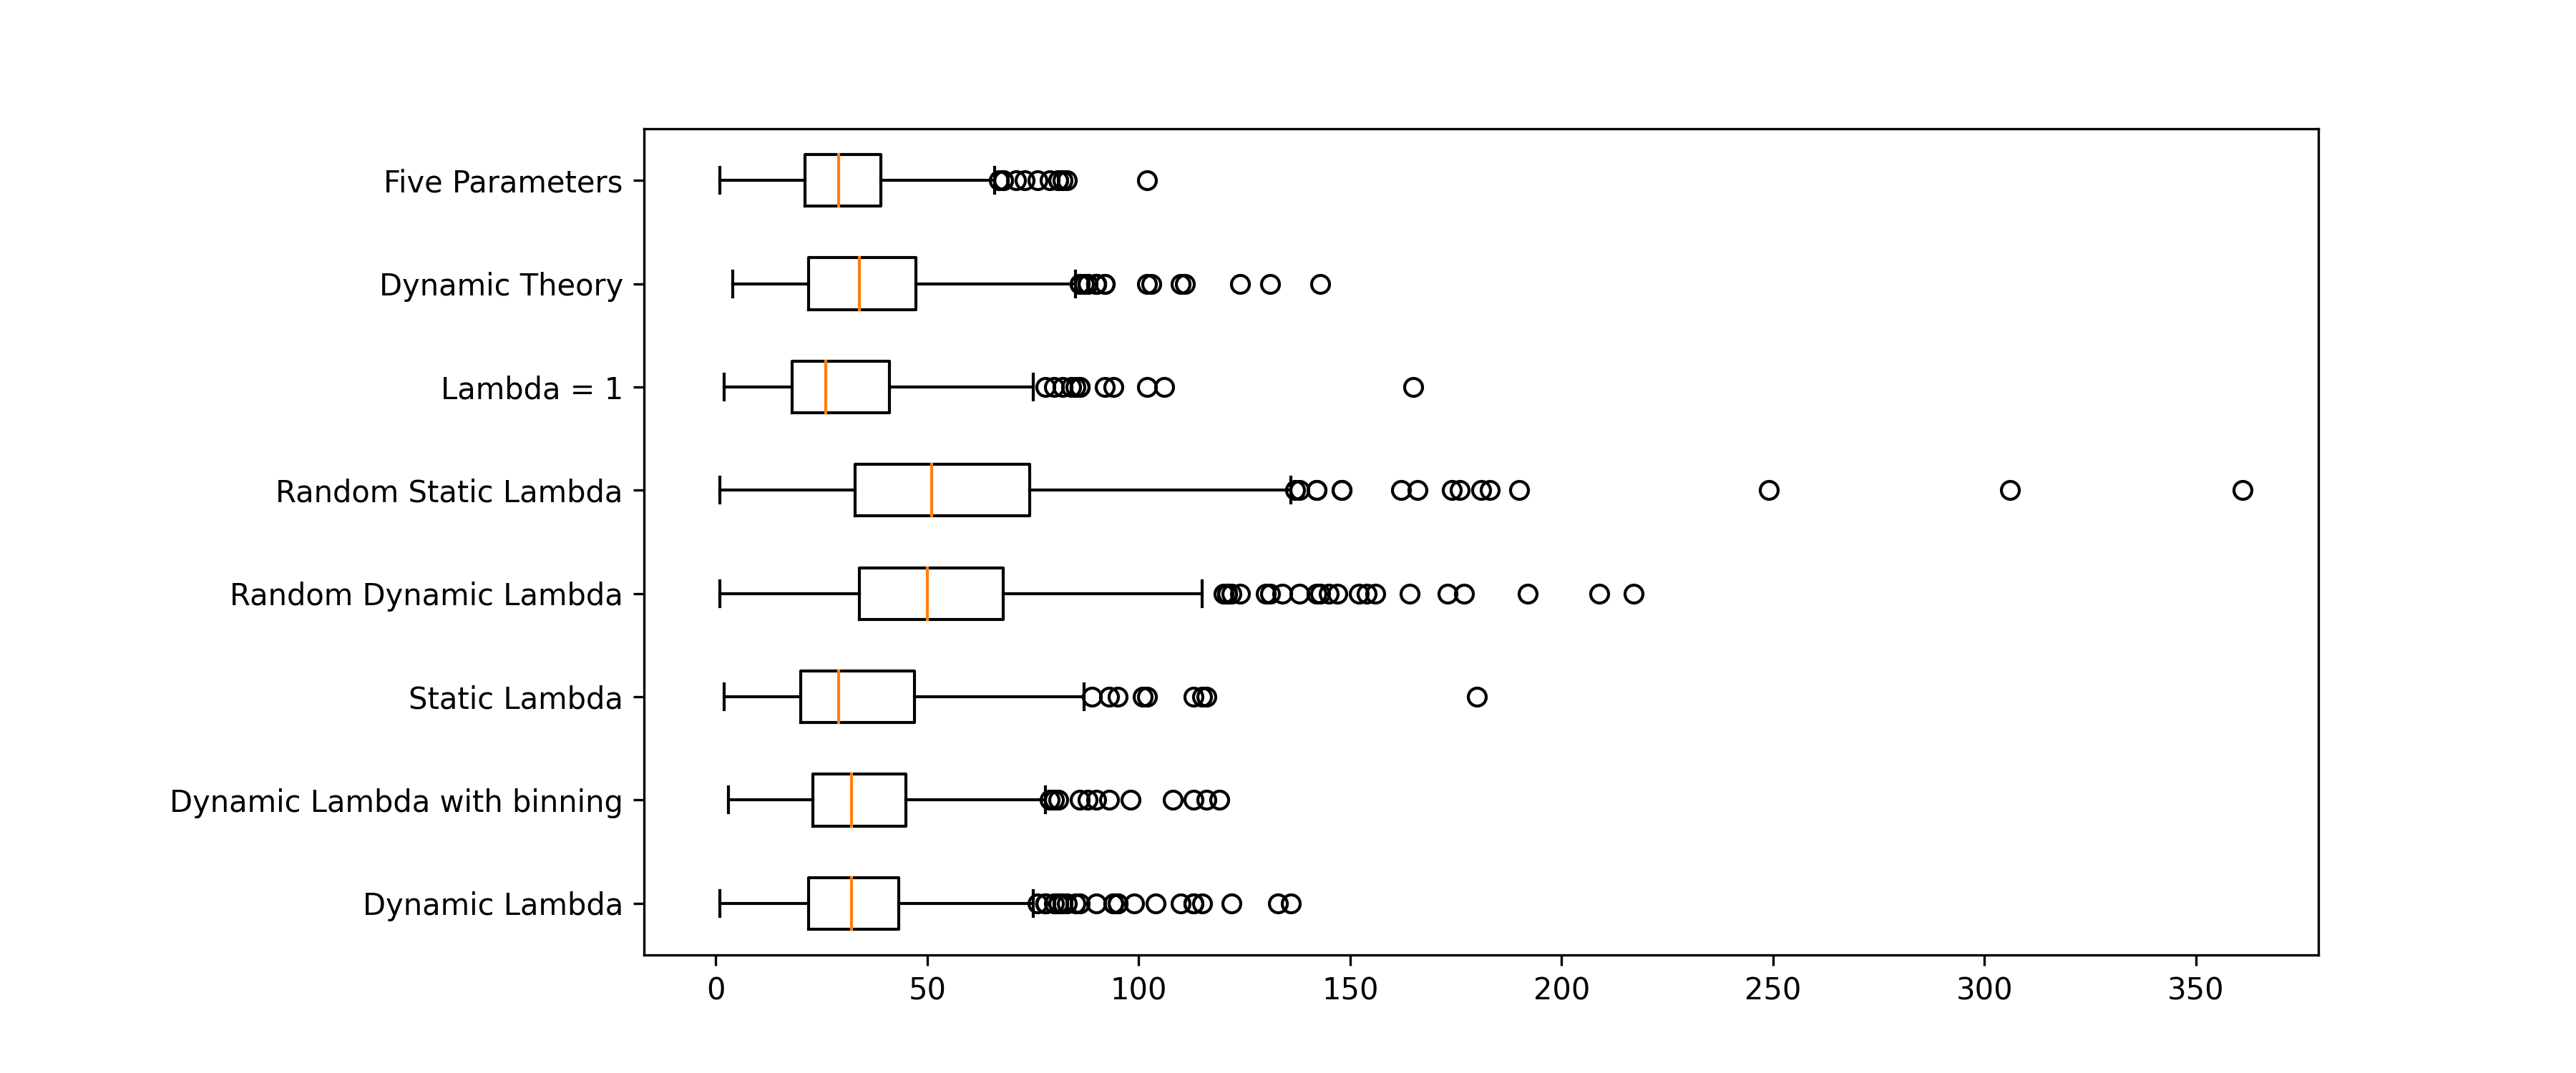 Five Parameters
Dynamic Theory
Lambda = 1
Random Static Lambda
Random Dynamic Lambda
Static Lambda
Dynamic Lambda with binning
Dynamic Lambda
0 50 100 150 200 250 300 350